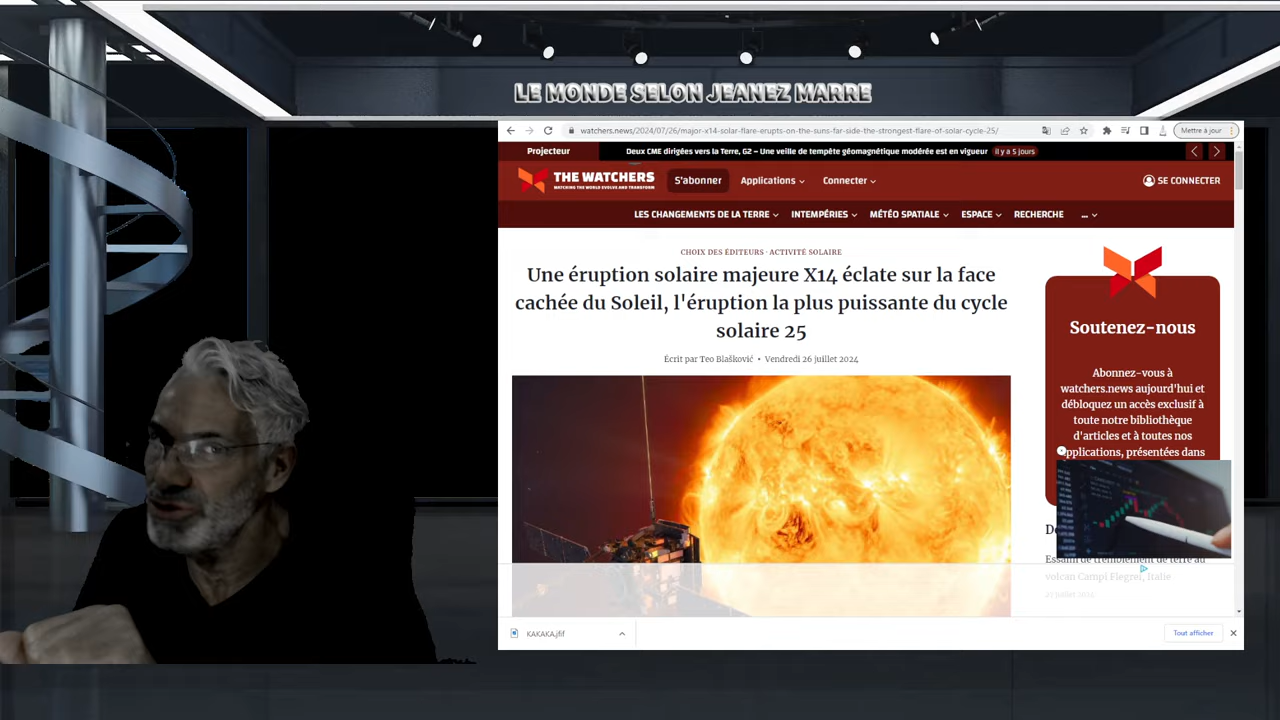 LE MONDE SELON JEANEZ MARRE
watchers.news/2024/07/26/major-x14-solar-flare-erupts-on-the-suns-far-side-the-strongest-flare-of-solar-cycle-25/
Mettre à jour
Projecteur
Deux CME dirigées vers la Terre, G2 – Une veille de tempête géomagnétique modérée est en vigueur Il y a 5 jours
THE WATCHERS
WATCHING THE WORLD EVOLVE AND TRANSFORM
S'abonner Applications Connecter SE CONNECTER
LES CHANGEMENTS DE LA TERRE INTEMPÉRIES MÉTÉO SPATIALE ESPACE RECHERCHE ...
CHOIX DES ÉDITEURS · ACTIVITÉ SOLAIRE
Une éruption solaire majeure X14 éclate sur la face
cachée du Soleil, l'éruption la plus puissante du cycle
solaire 25
Écrit par Teo Blašković • Vendredi 26 juillet 2024
Soutenez-nous
Abonnez-vous à
watchers.news aujourd'hui et
débloquez un accès exclusif à
toute notre bibliothèque
d'articles et à toutes nos
applications, présentées dans
Essaim de tremblement de terre au
volcan Campi Flegrei, Italie
KAKAKA.jfif
Tout afficher